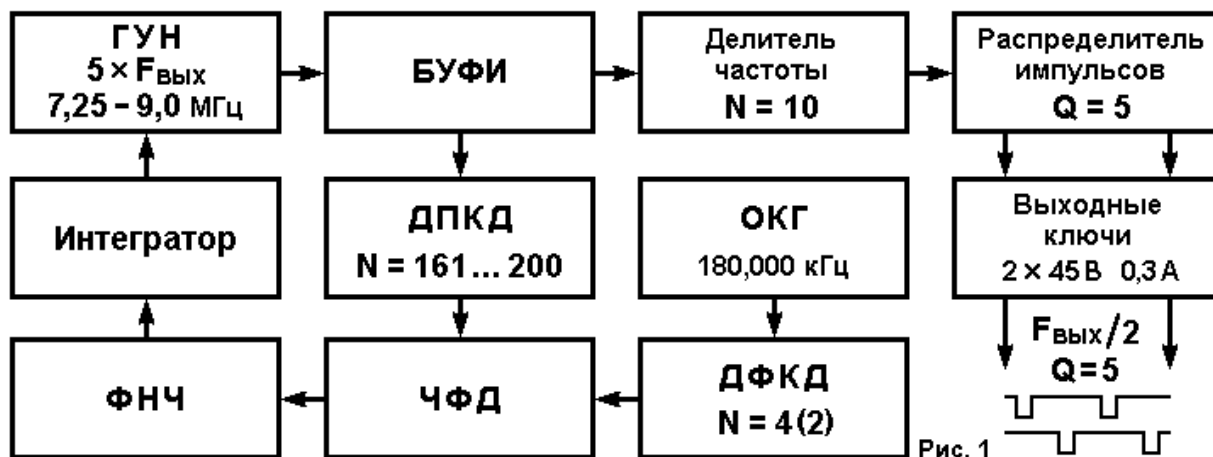 ГУН
5 × Fвых
7,25 – 9,0 МГц
БУФИ
Делитель
частоты
N = 10
Распределитель
импульсов
Q = 5
Интегратор
ДПКД
N = 161 ... 200
ОКГ
180,000 кГц
Выходные
ключи
2 × 45 В 0,3 А
ФНЧ
ЧФД
ДФКД
N = 4 (2)
Fвых/2
Q = 5
Рис. 1